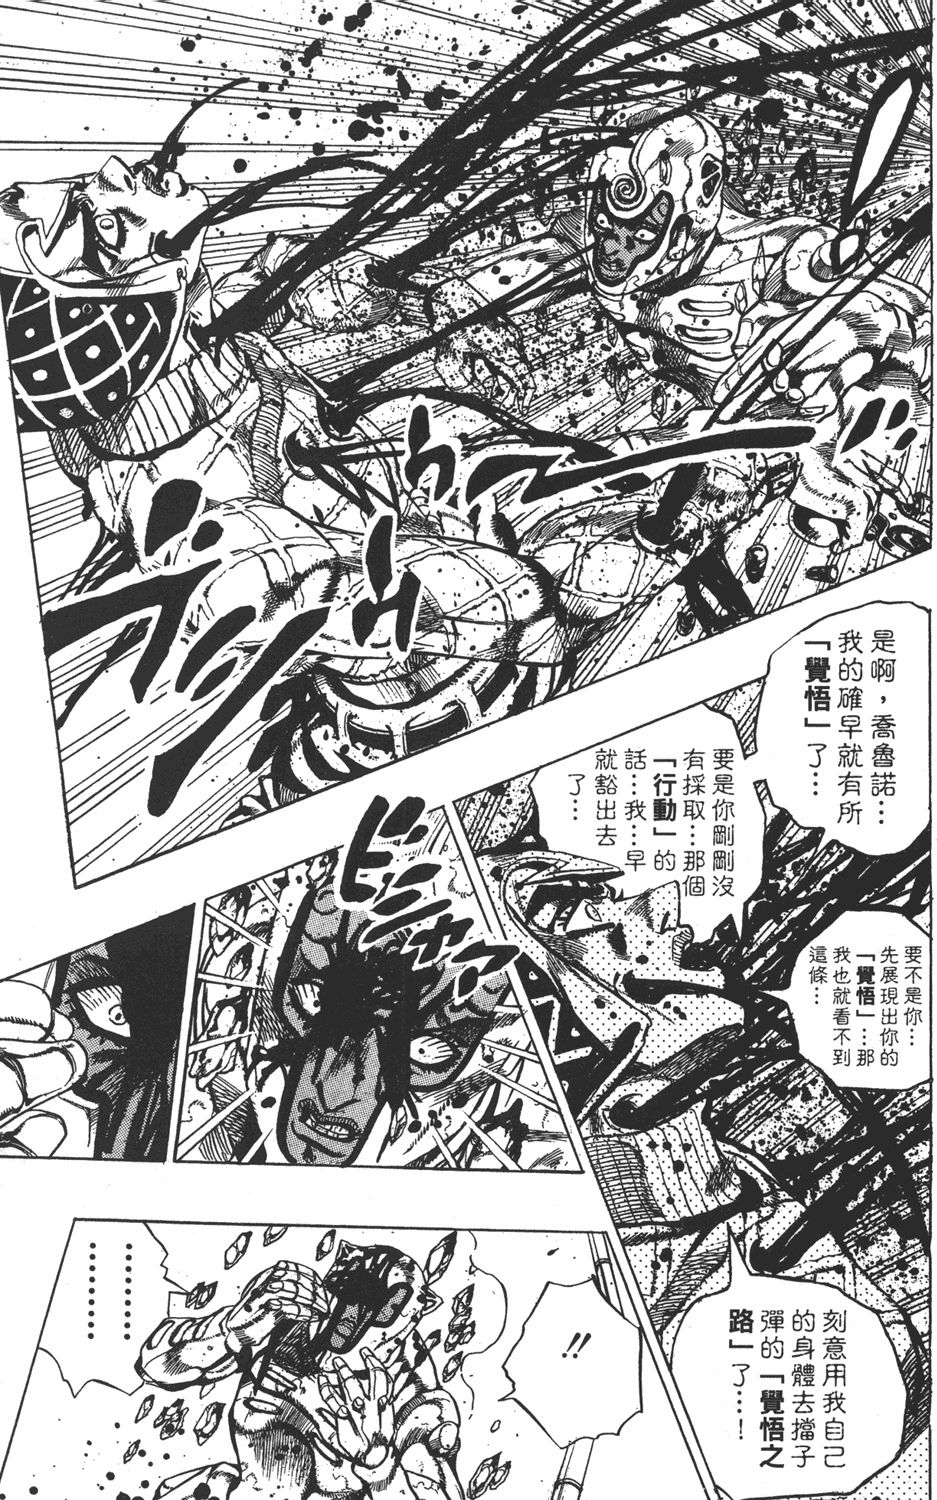 是啊，喬魯諾…
我的確早就有所
「覺悟」了…
要是你剛剛沒
有採取…那個
「行動」的
話…我…早
就豁出去
了…
要不是你…
先展現出你的
「覺悟」…那
我也就看不到
這條…
刻意用我自己
的身體去擋子
彈的「覺悟之
路」了…！
ビシャァ
!!
………
………